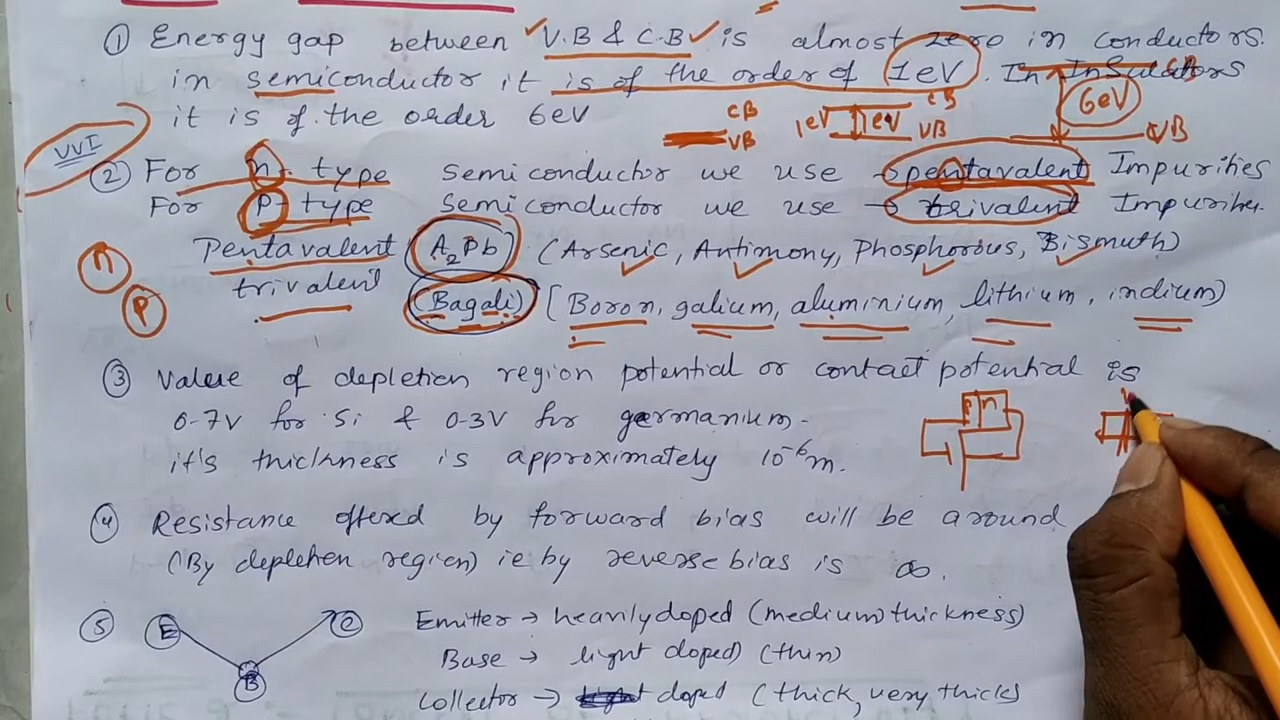 ① Energy gap between V.B & C.B is almost zero in conductors.
in semiconductor it is of the order of 1eV. In Insulators
it is of the order 6eV
CB
VB
1eV
1eV
CB
VB
6eV
CB
VB
VVI
② For n- type semiconductor we use → pentavalent Impurities
For P- type semiconductor we use → trivalent
n
Pentavalent (A₂Pb) (Arsenic, Antimony, Phosphorous, Bismuth)
P
trivalent (Bagali) [Boron, galium, aluminium, lithium, indium)
③ Value of depletion region potential or contact potential is
0.7V for Si & 0.3V for germanium.
it's thickness is approximately 10⁻⁶m.
P n
④ Resistance offered by forward bias will be around
(By depletion region) ie by reverse bias is ∞.
⑤ E B C
Emitter → heavily doped (medium) thickness)
Base → light doped) (thin)
Collector → doped (thick, very thick)